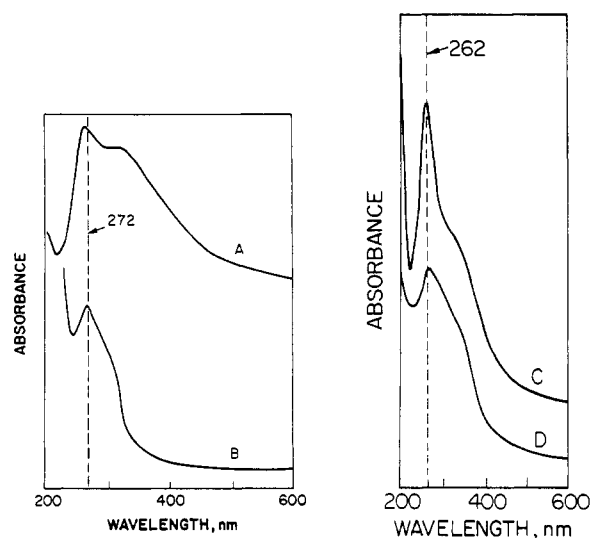 272
A
B
ABSORBANCE
200
400
600
WAVELENGTH, nm
262
C
D
ABSORBANCE
200
400
600
WAVELENGTH, nm